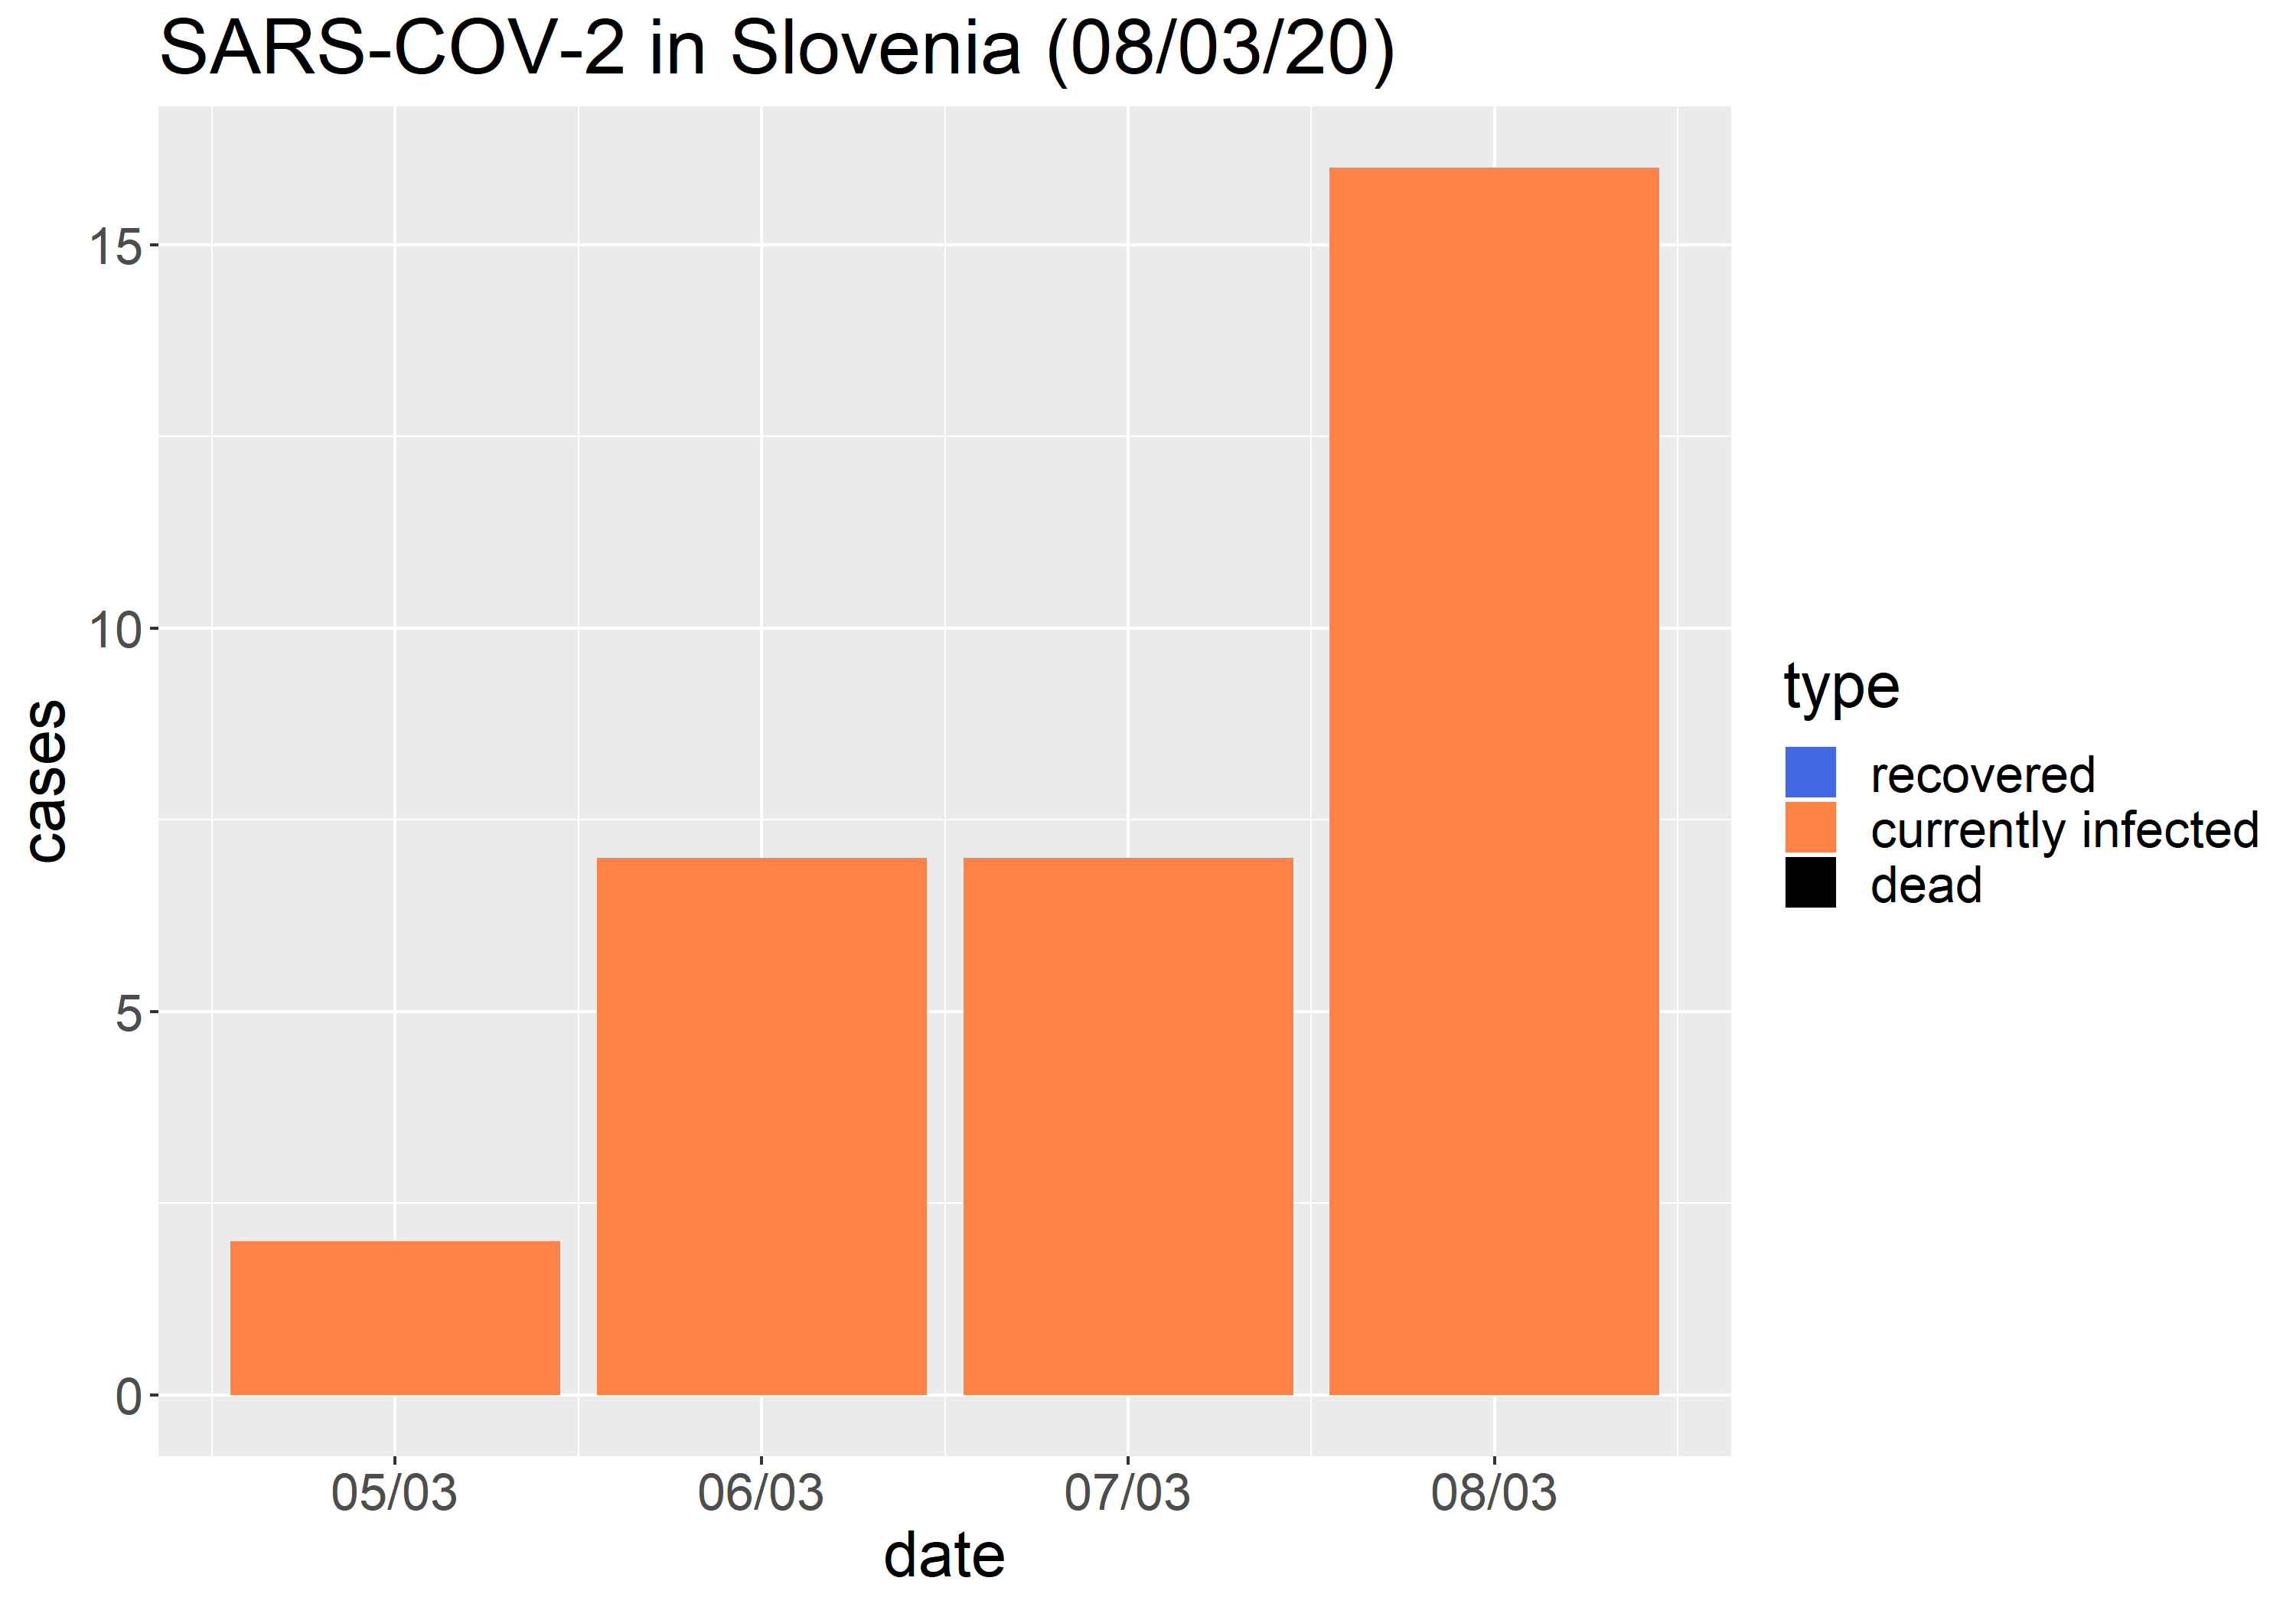 SARS-COV-2 in Slovenia (08/03/20)
15
10
5
0
cases
05/03 06/03 07/03 08/03
date
type
recovered
currently infected
dead